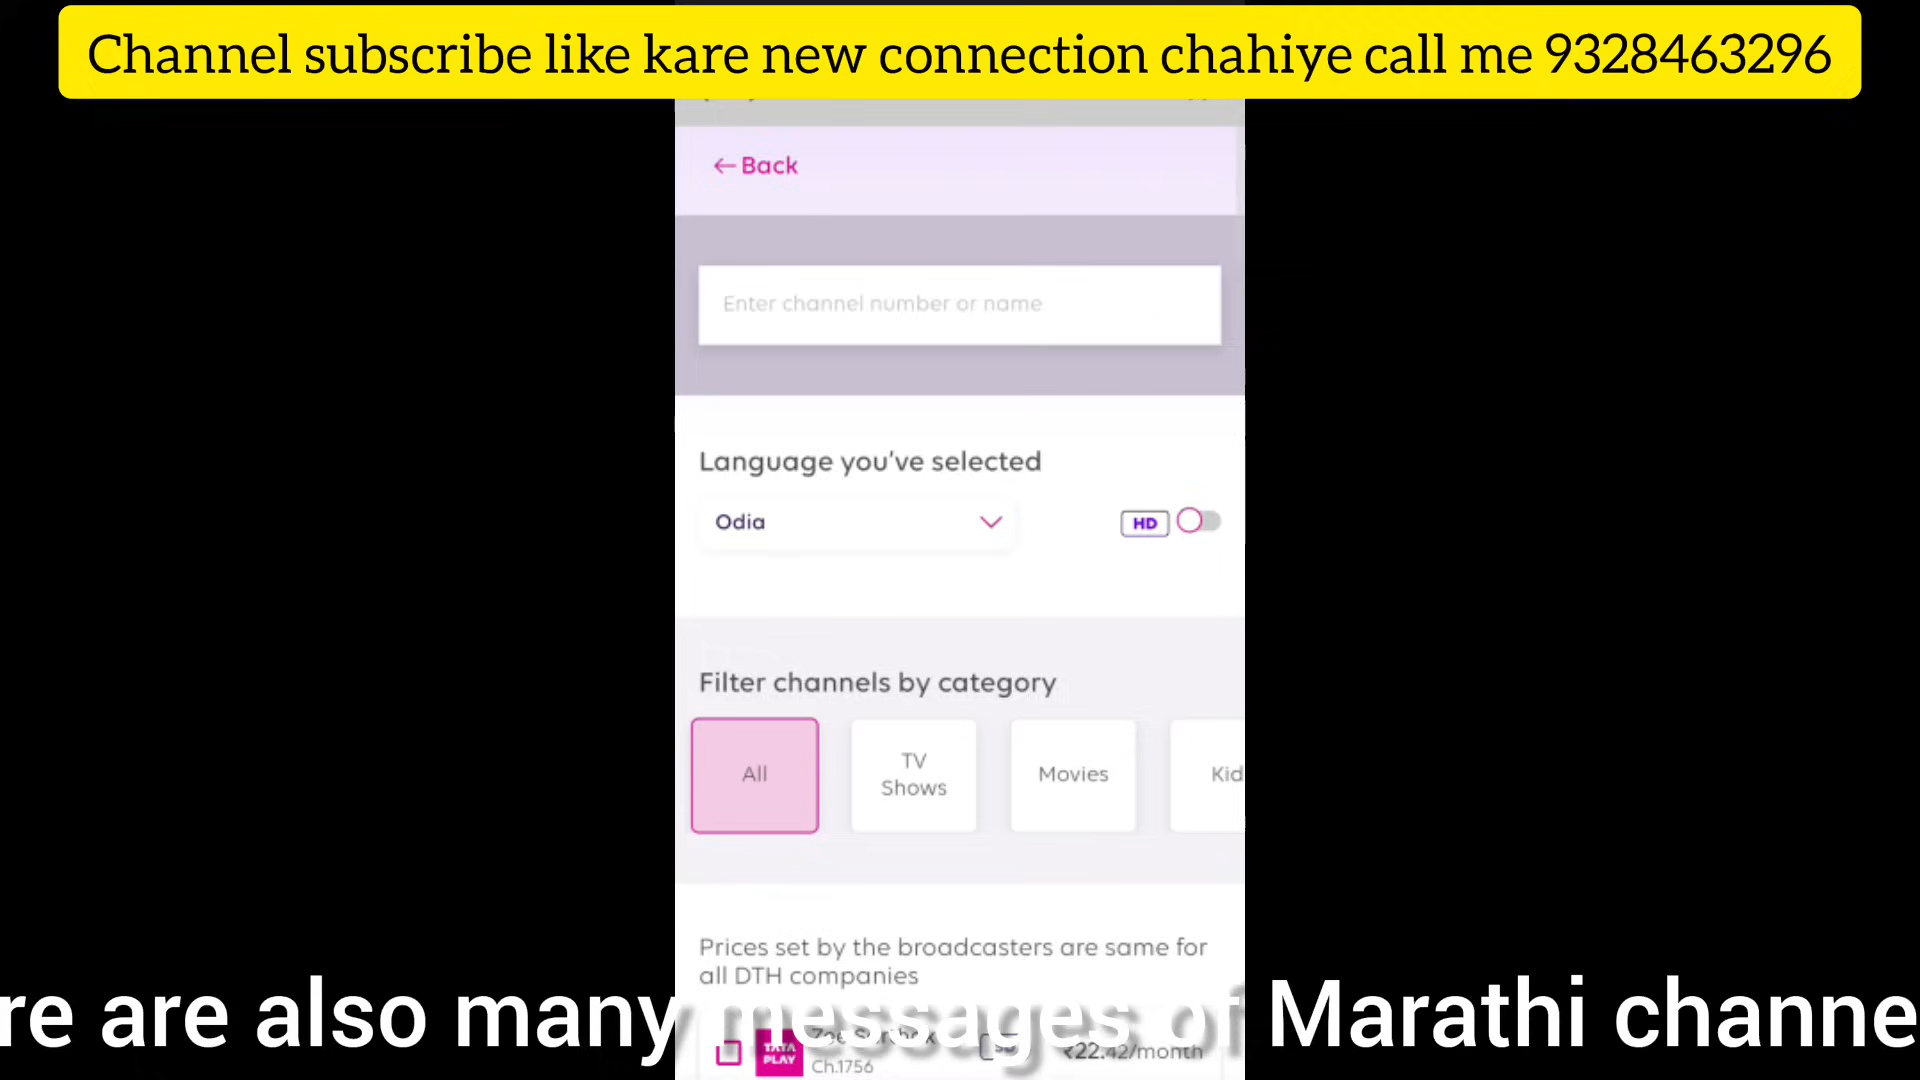 Channel subscribe like kare new connection chahiye call me 9328463296
← Back
Enter channel number or name
Language you've selected
Odia
HD
Filter channels by category
All
TV
Shows
Movies
Kid
Prices set by the broadcasters are same for
all DTH companies
re are also many messages of Marathi channe
TATA
PLAY
₹22.42/month
Ch.1756